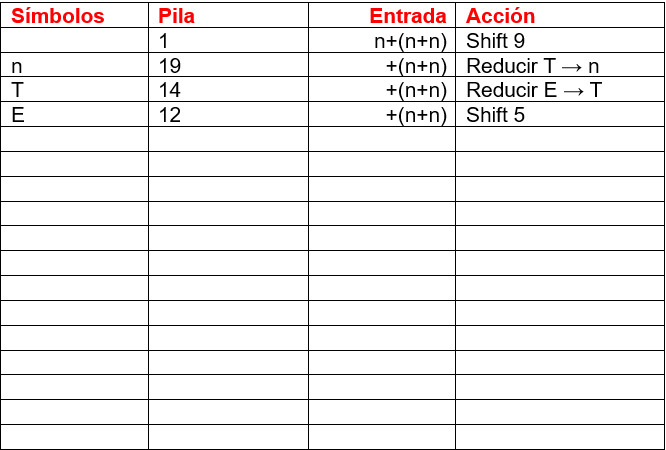 Símbolos Pila Entrada Acción
1 n+(n+n) Shift 9
n 19 +(n+n) Reducir T → n
T 14 +(n+n) Reducir E → T
E 12 +(n+n) Shift 5